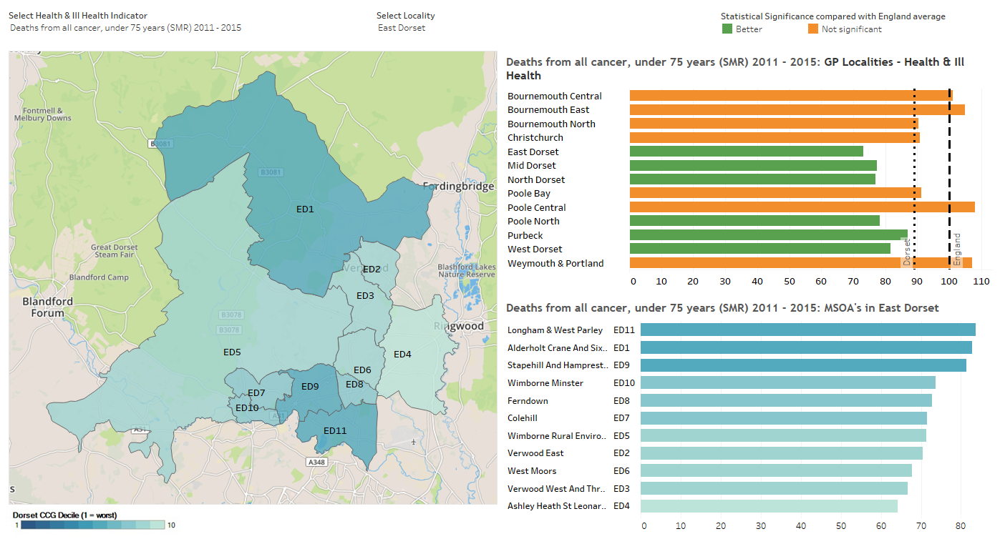 Select Health & Ill Health Indicator
Deaths from all cancer, under 75 years (SMR) 2011 - 2015
Select Locality
East Dorset
Statistical Significance compared with England average
Better
Not significant
Fontmell &
Melbury Downs
B3081
B3081
Fordingbridge
ED1
Great Dorset
Steam Fair
Blandford Camp
Blandford
Forum
ED2
Blashford Lakes
Nature Reserve
ED3
B3078
B3078
Ringwood
ED5
ED4
ED6
ED7
ED9
ED8
ED10
A31
A31
ED11
A348
s
Dorset CCG Decile (1 = worst)
1
10
Deaths from all cancer, under 75 years (SMR) 2011 - 2015: GP Localities - Health & Ill
Health
Bournemouth Central
Bournemouth East
Bournemouth North
Christchurch
East Dorset
Mid Dorset
North Dorset
Poole Bay
Poole Central
Poole North
Purbeck
West Dorset
Weymouth & Portland
Dorset
England
0 10 20 30 40 50 60 70 80 90 100 110
Deaths from all cancer, under 75 years (SMR) 2011 - 2015: MSOA's in East Dorset
Longham & West Parley ED11
Alderholt Crane And Six.. ED1
Stapehill And Hamprest.. ED9
Wimborne Minster ED10
Ferndown ED8
Colehill ED7
Wimborne Rural Enviro.. ED5
Verwood East ED2
West Moors ED6
Verwood West And Thr.. ED3
Ashley Heath St Leonar.. ED4
0 10 20 30 40 50 60 70 80